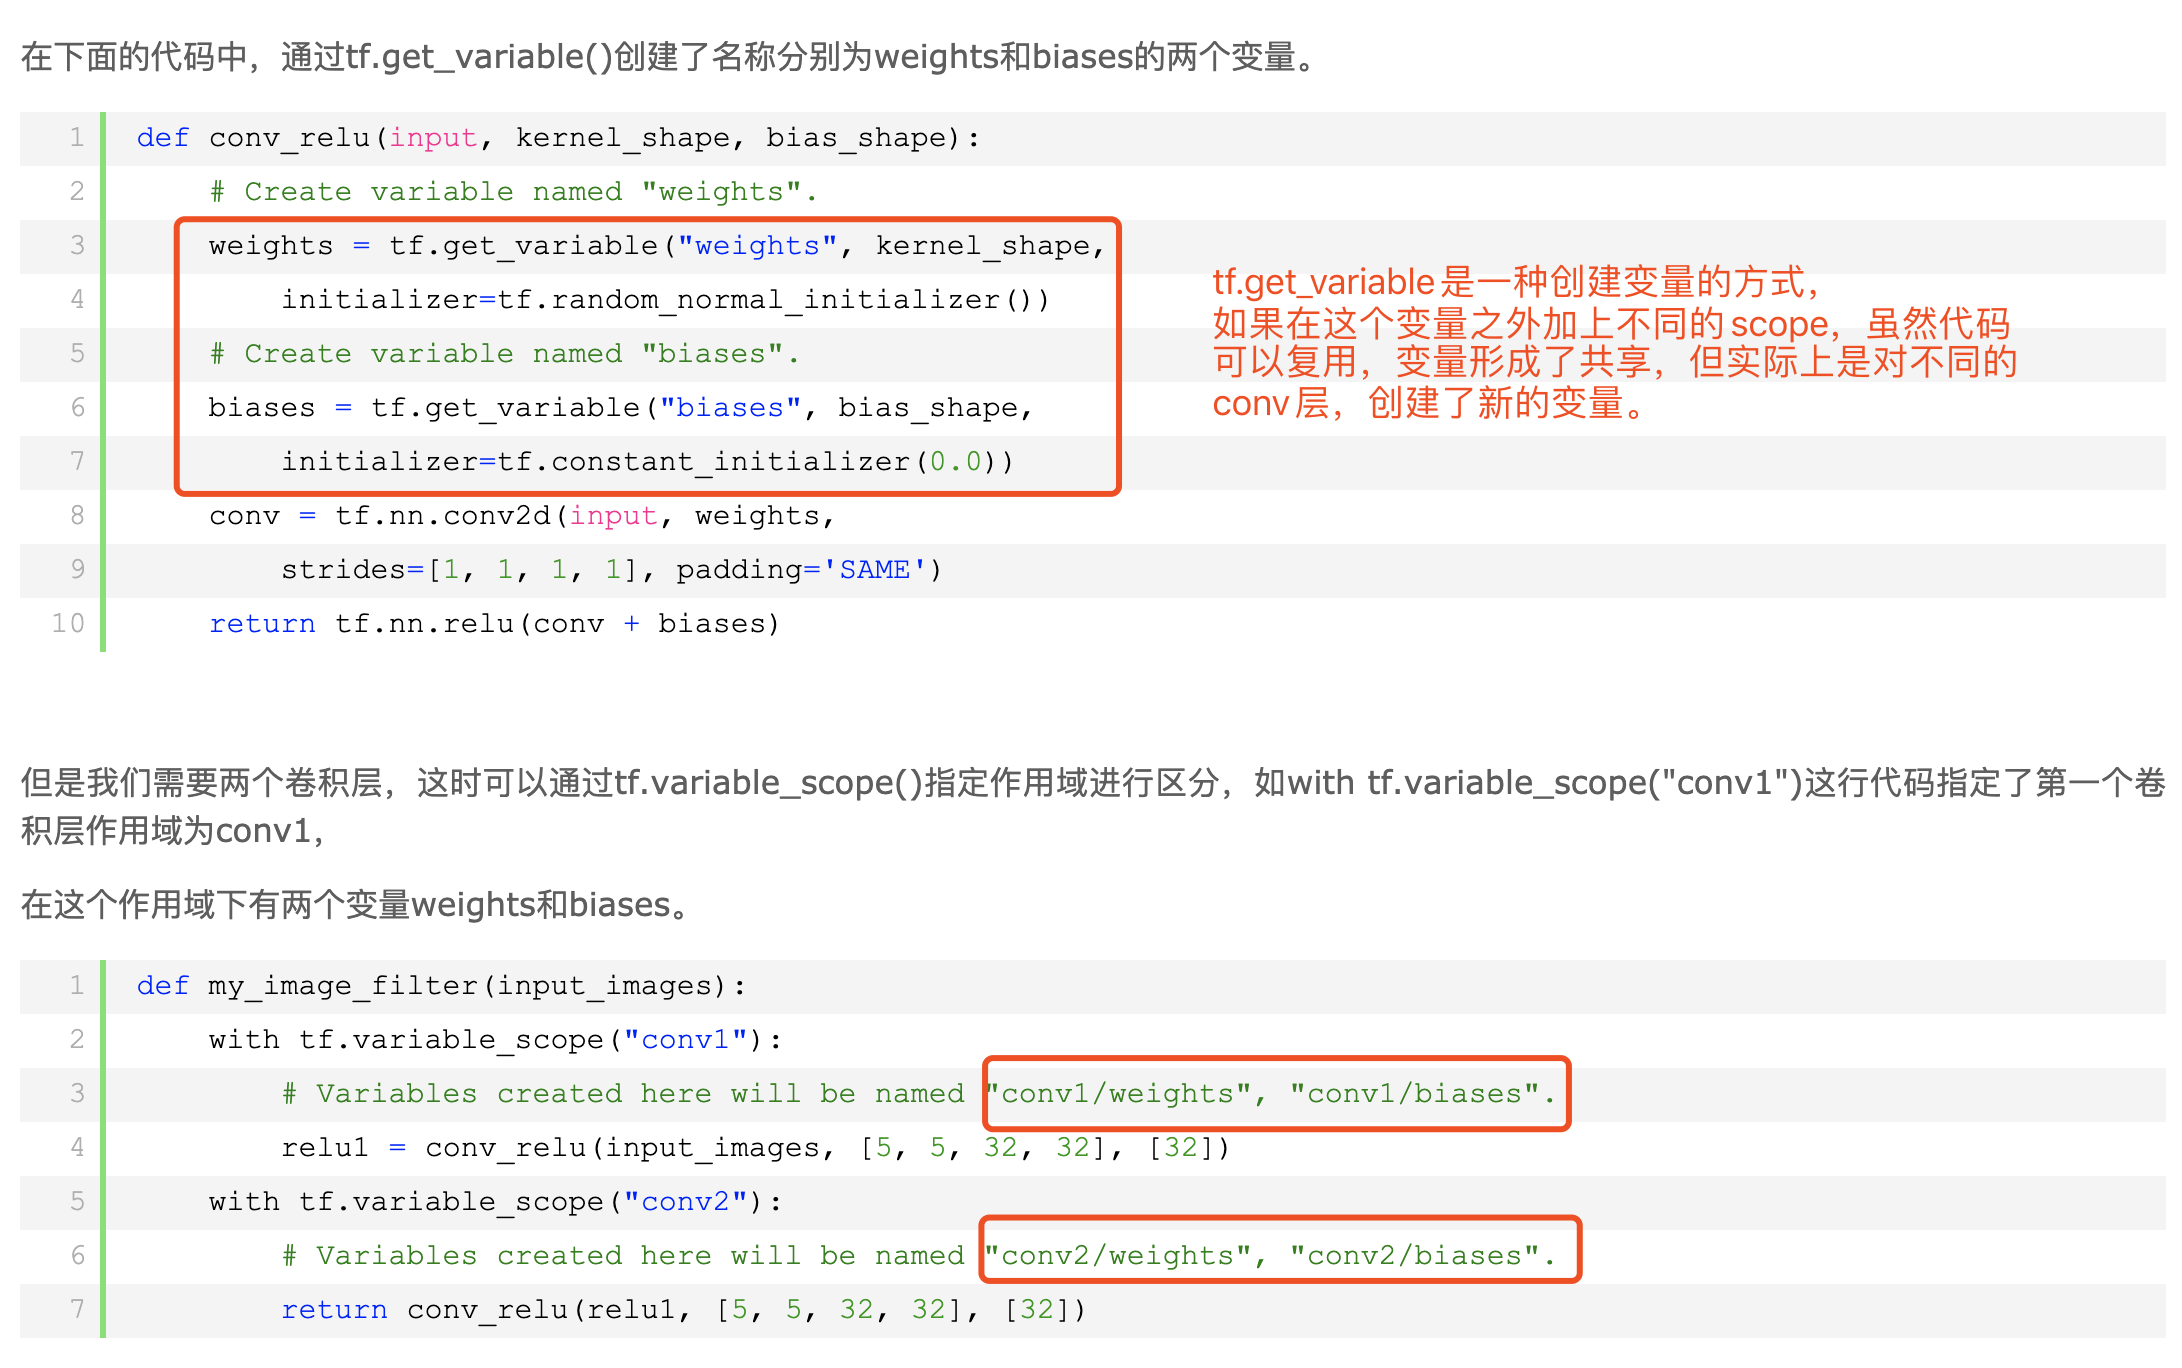 在下面的代码中，通过tf.get_variable()创建了名称分别为weights和biases的两个变量。
1 def conv_relu(input, kernel_shape, bias_shape):
2     # Create variable named "weights".
3     weights = tf.get_variable("weights", kernel_shape,
4         initializer=tf.random_normal_initializer())
5     # Create variable named "biases".
6     biases = tf.get_variable("biases", bias_shape,
7         initializer=tf.constant_initializer(0.0))
8     conv = tf.nn.conv2d(input, weights,
9         strides=[1, 1, 1, 1], padding='SAME')
10     return tf.nn.relu(conv + biases)
tf.get_variable是一种创建变量的方式，
如果在这个变量之外加上不同的scope，虽然代码
可以复用，变量形成了共享，但实际上是对不同的
conv层，创建了新的变量。
但是我们需要两个卷积层，这时可以通过tf.variable_scope()指定作用域进行区分，如with tf.variable_scope("conv1")这行代码指定了第一个卷
积层作用域为conv1，
在这个作用域下有两个变量weights和biases。
1 def my_image_filter(input_images):
2     with tf.variable_scope("conv1"):
3         # Variables created here will be named "conv1/weights", "conv1/biases".
4         relu1 = conv_relu(input_images, [5, 5, 32, 32], [32])
5     with tf.variable_scope("conv2"):
6         # Variables created here will be named "conv2/weights", "conv2/biases".
7         return conv_relu(relu1, [5, 5, 32, 32], [32])